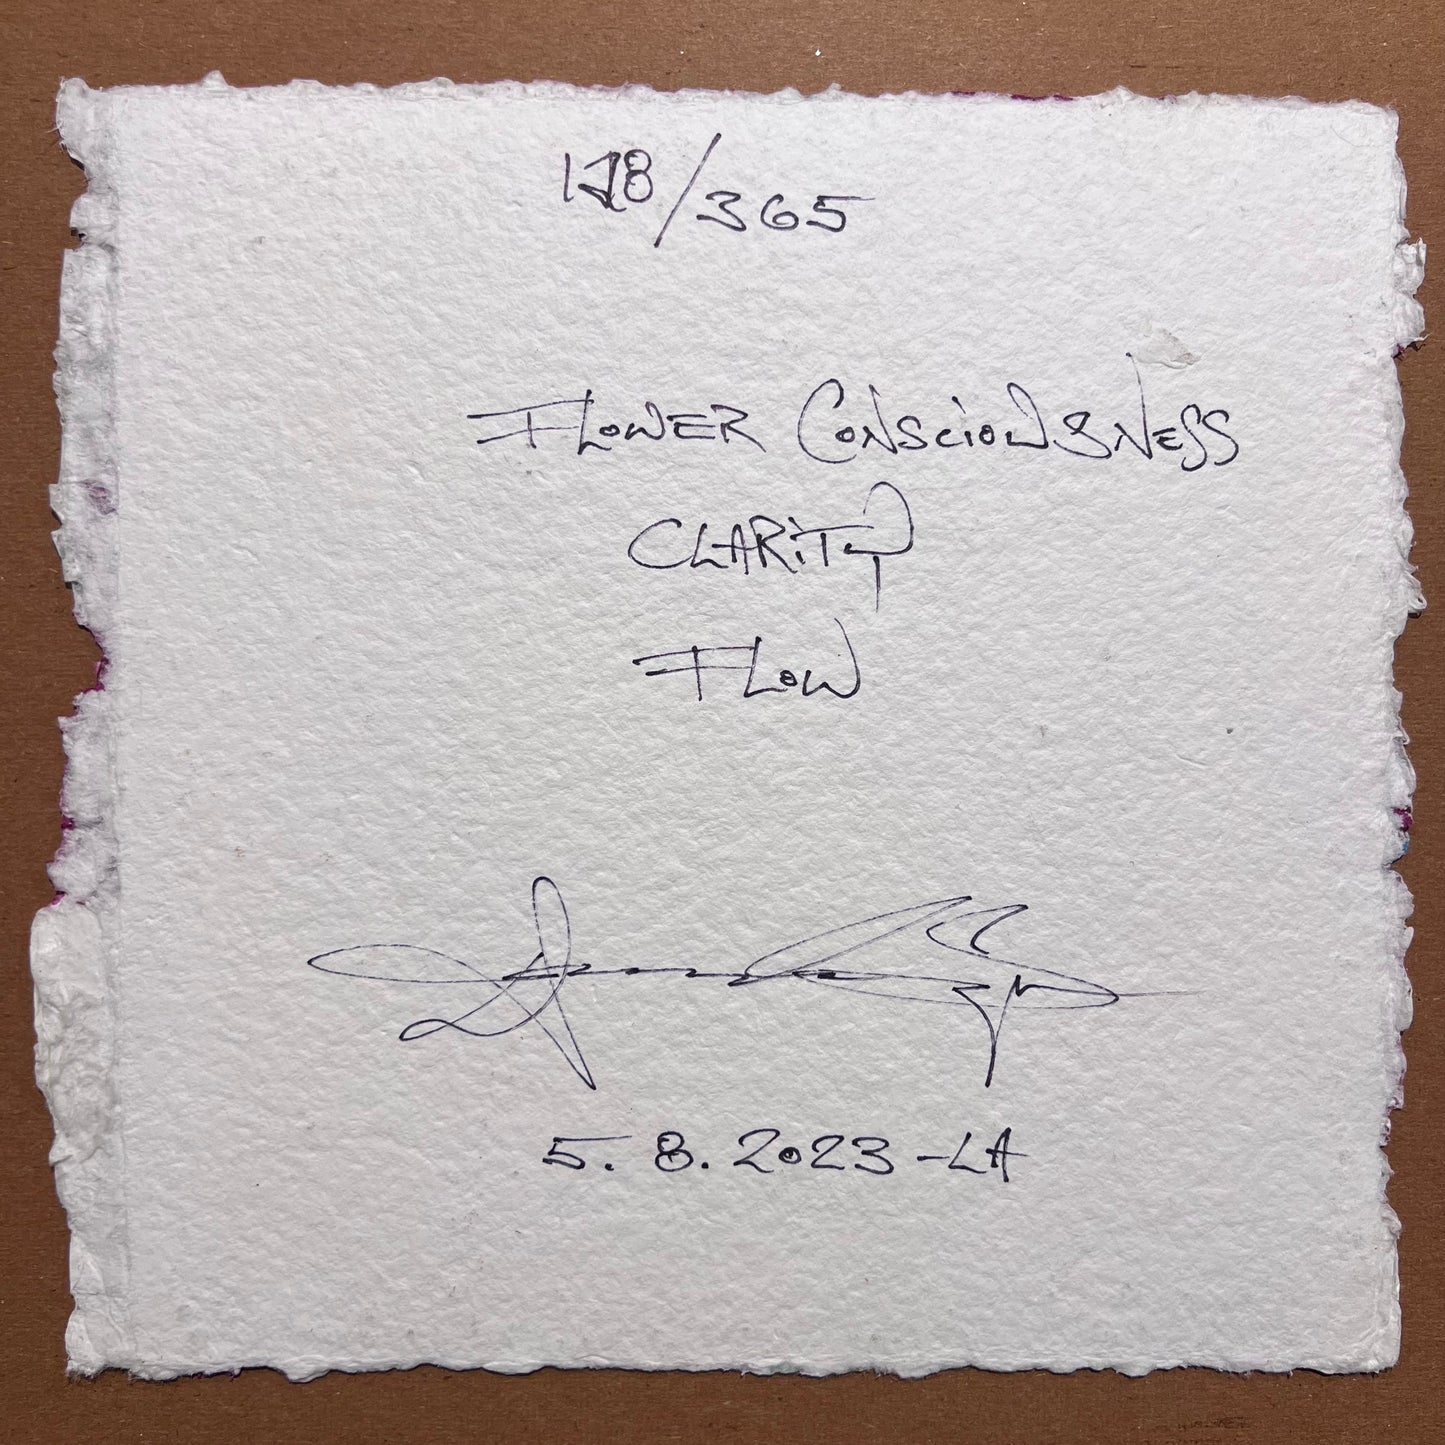 128/365
FLOWER CONSCIOUSNESS
CLARITY
FLOW
5.8.2023-LA